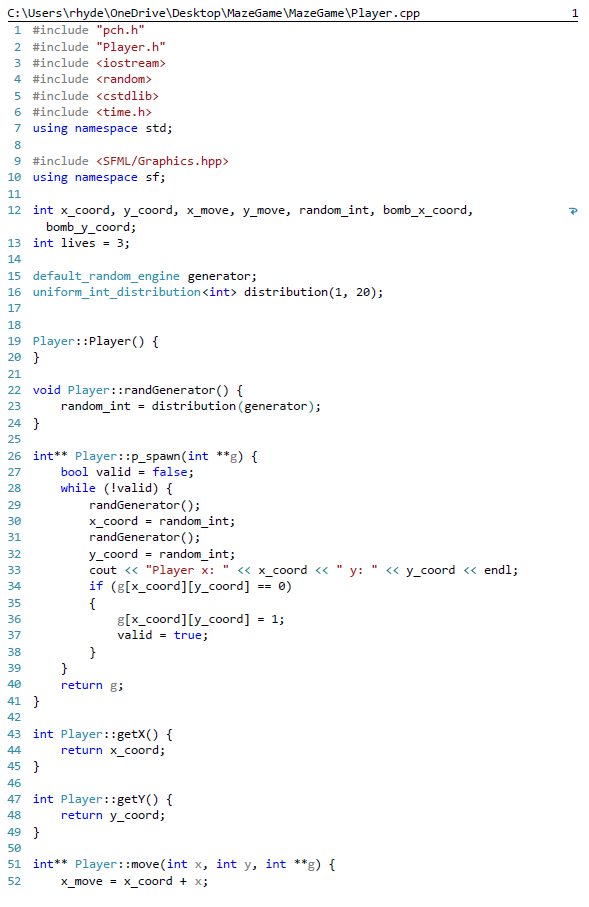 C:\Users\rhyde\OneDrive\Desktop\MazeGame\MazeGame\Player.cpp 1
1 #include "pch.h"
2 #include "Player.h"
3 #include <iostream>
4 #include <random>
5 #include <cstdlib>
6 #include <time.h>
7 using namespace std;
8
9 #include <SFML/Graphics.hpp>
10 using namespace sf;
11
12 int x_coord, y_coord, x_move, y_move, random_int, bomb_x_coord,
bomb_y_coord;
13 int lives = 3;
14
15 default_random_engine generator;
16 uniform_int_distribution<int> distribution(1, 20);
17
18
19 Player::Player() {
20 }
21
22 void Player::randGenerator() {
23     random_int = distribution(generator);
24 }
25
26 int** Player::p_spawn(int **g) {
27     bool valid = false;
28     while (!valid) {
29         randGenerator();
30         x_coord = random_int;
31         randGenerator();
32         y_coord = random_int;
33         cout << "Player x: " << x_coord << " y: " << y_coord << endl;
34         if (g[x_coord][y_coord] == 0)
35         {
36             g[x_coord][y_coord] = 1;
37             valid = true;
38         }
39     }
40     return g;
41 }
42
43 int Player::getX() {
44     return x_coord;
45 }
46
47 int Player::getY() {
48     return y_coord;
49 }
50
51 int** Player::move(int x, int y, int **g) {
52     x_move = x_coord + x;